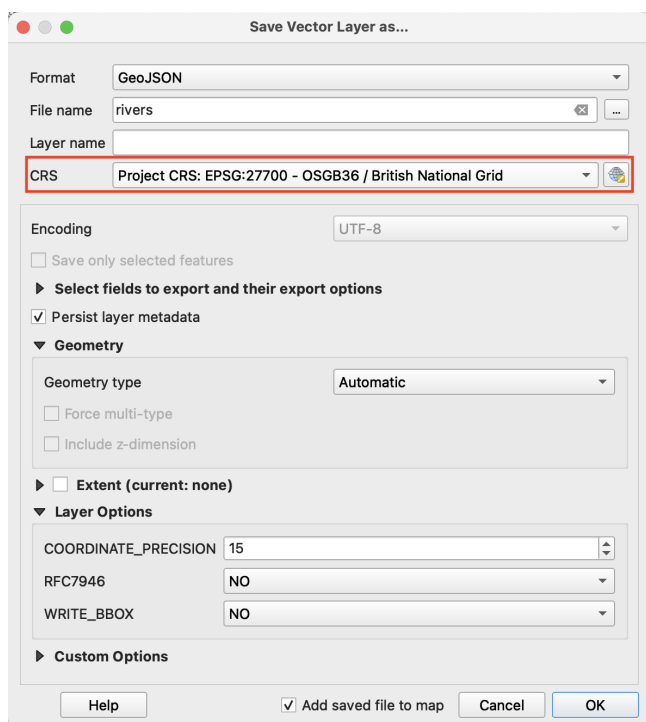 Save Vector Layer as...
Format GeoJSON
File name rivers ...
Layer name
CRS Project CRS: EPSG:27700 - OSGB36 / British National Grid
Encoding UTF-8
Save only selected features
Select fields to export and their export options
Persist layer metadata
Geometry
Geometry type Automatic
Force multi-type
Include z-dimension
Extent (current: none)
Layer Options
COORDINATE_PRECISION 15
RFC7946 NO
WRITE_BBOX NO
Custom Options
Help Add saved file to map Cancel OK